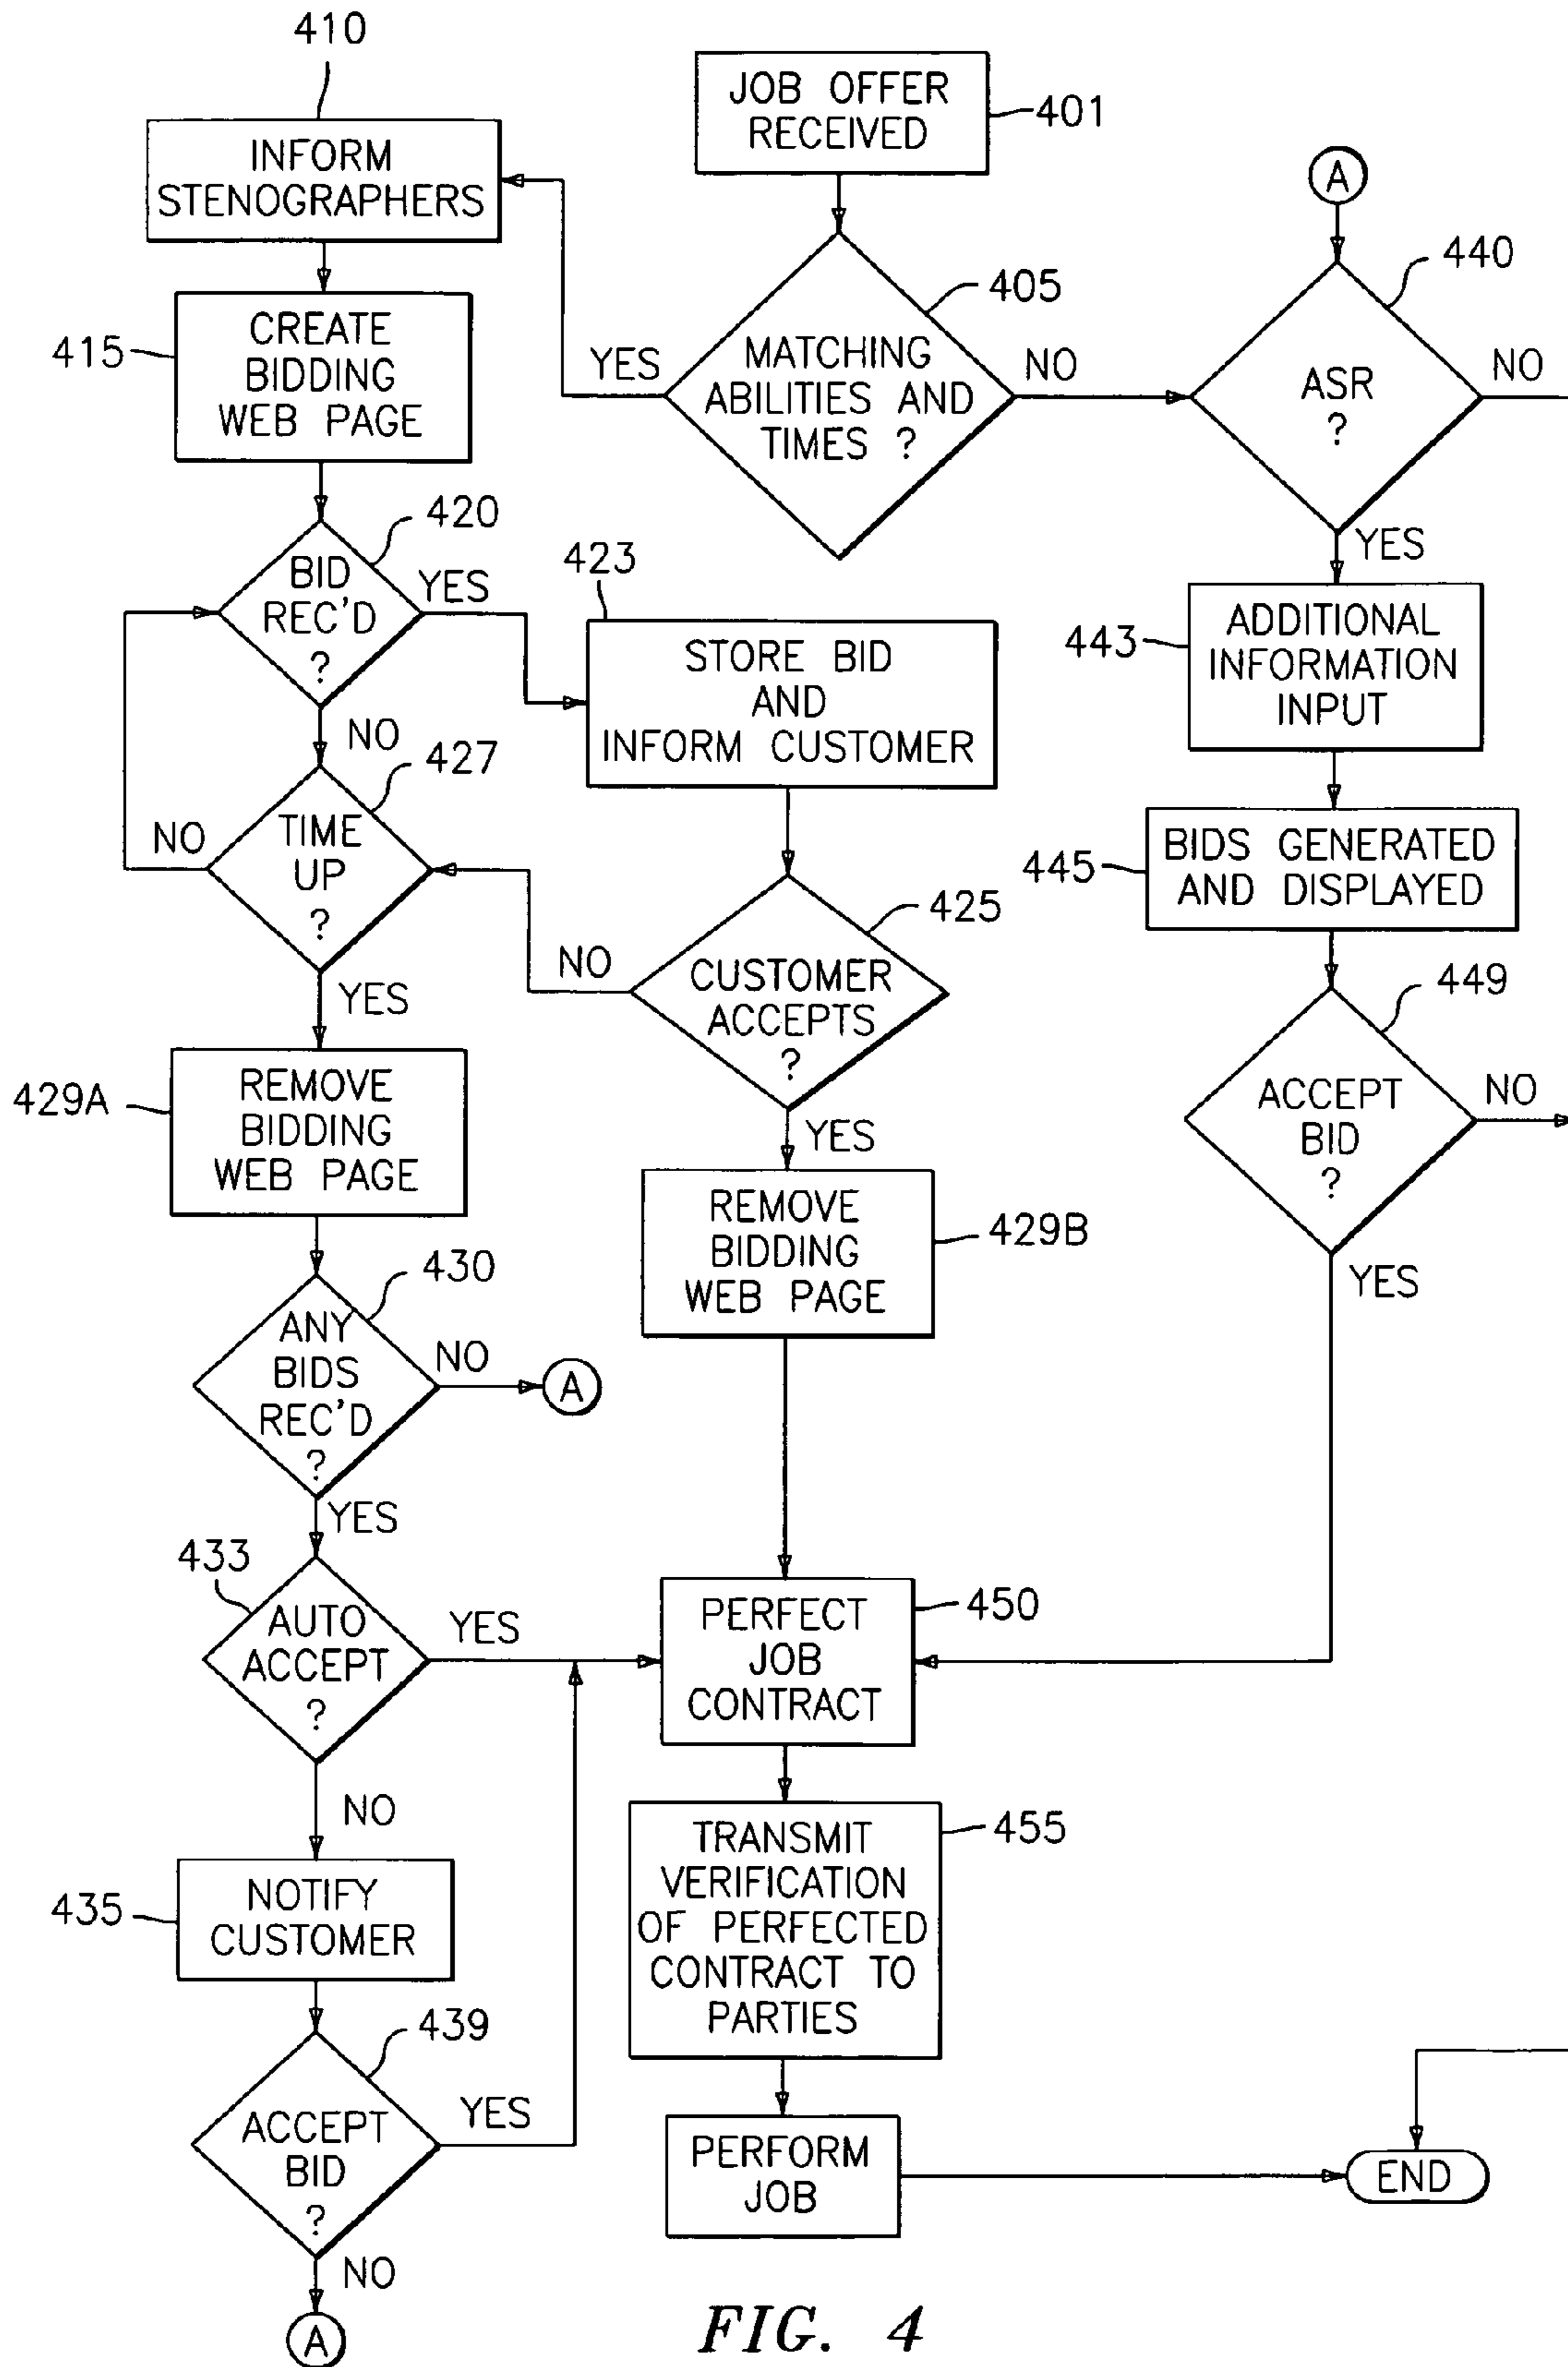 410
INFORM
STENOGRAPHERS
JOB OFFER
RECEIVED
401
A
405
MATCHING
ABILITIES AND
TIMES ?
YES
NO
440
ASR
?
NO
YES
415
CREATE
BIDDING
WEB PAGE
420
BID
REC'D
?
YES
NO
423
STORE BID
AND
INFORM CUSTOMER
443
ADDITIONAL
INFORMATION
INPUT
427
TIME
UP
?
NO
YES
425
CUSTOMER
ACCEPTS
?
NO
YES
445
BIDS GENERATED
AND DISPLAYED
449
ACCEPT
BID
?
NO
YES
429A
REMOVE
BIDDING
WEB PAGE
REMOVE
BIDDING
WEB PAGE
429B
430
ANY
BIDS
REC'D
?
NO
A
YES
433
AUTO
ACCEPT
?
YES
NO
PERFECT
JOB
CONTRACT
450
435
NOTIFY
CUSTOMER
TRANSMIT
VERIFICATION
OF PERFECTED
CONTRACT TO
PARTIES
455
439
ACCEPT
BID
?
YES
NO
A
PERFORM
JOB
END
FIG. 4